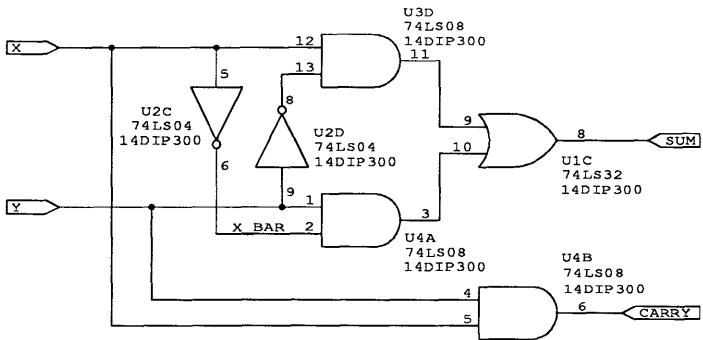 U3D
74LS08
14DIP300
X
12
11
13
5
U2C
74LS04
14DIP300
8
U2D
74LS04
14DIP300
6
9
9
10
8
SUM
U1C
74LS32
14DIP300
Y
1
X_BAR
2
3
U4A
74LS08
14DIP300
U4B
74LS08
14DIP300
4
5
6
CARRY